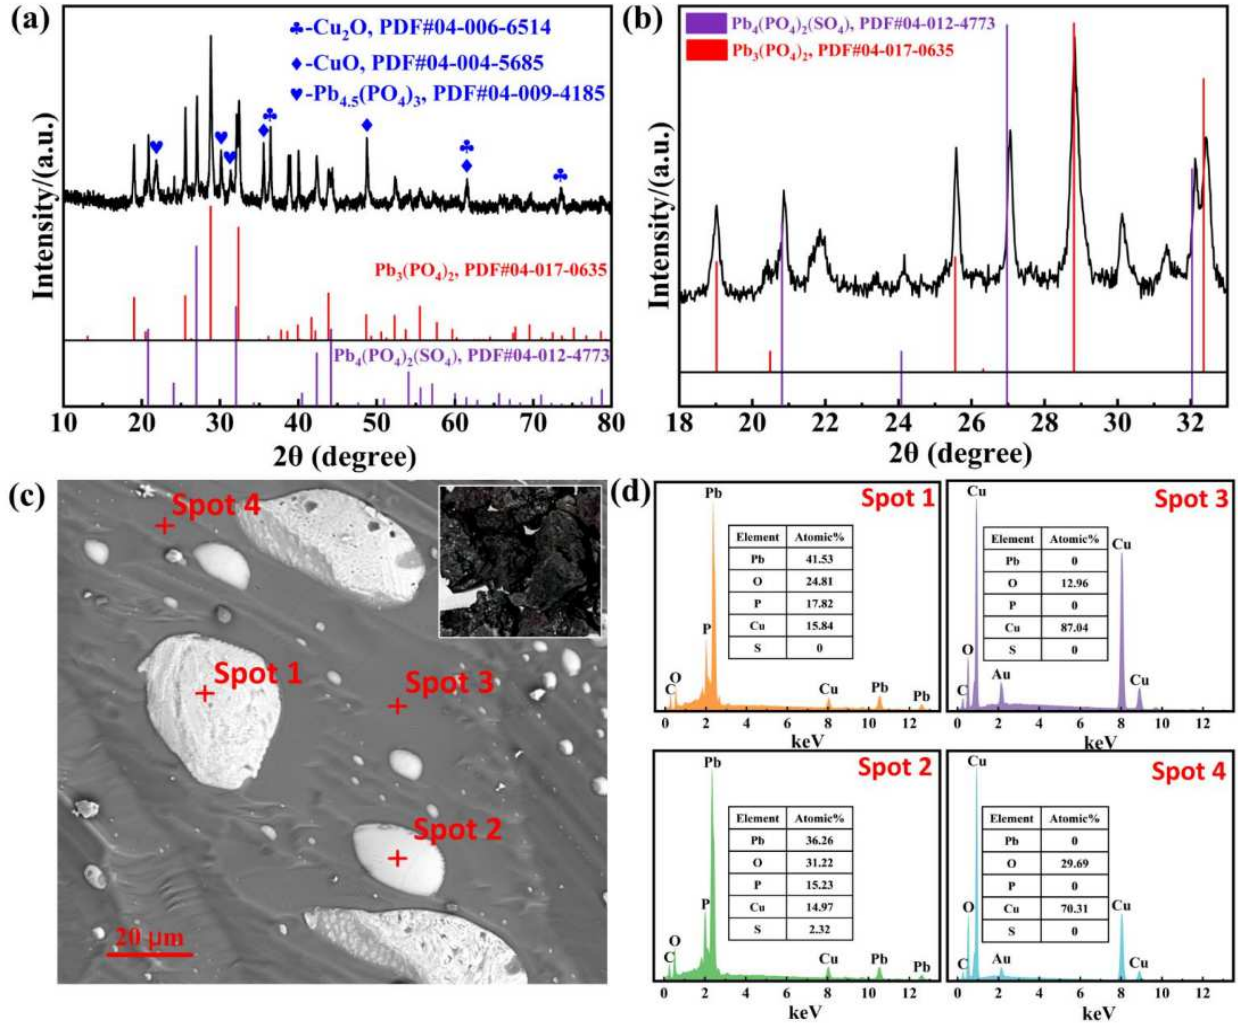 (a)
♣-Cu₂O, PDF#04-006-6514
♦-CuO, PDF#04-004-5685
♥-Pb₄.₅(PO₄)₃, PDF#04-009-4185
Intensity/(a.u.)
Pb₃(PO₄)₂, PDF#04-017-0635
Pb₄(PO₄)₂(SO₄), PDF#04-012-4773
10 20 30 40 50 60 70 80
2θ (degree)
(b)
Pb₄(PO₄)₂(SO₄), PDF#04-012-4773
Pb₃(PO₄)₂, PDF#04-017-0635
Intensity/(a.u.)
18 20 22 24 26 28 30 32
2θ (degree)
(c)
Spot 4
Spot 1
Spot 3
Spot 2
20 μm
(d)
Spot 1
Pb
P
O
C
Cu
Pb
Pb
Element Atomic%
Pb 41.53
O 24.81
P 17.82
Cu 15.84
S 0
0 2 4 6 8 10 12
keV
Spot 3
Cu
Cu
O
C
Au
Cu
Element Atomic%
Pb 0
O 12.96
P 0
Cu 87.04
S 0
0 2 4 6 8 10 12
keV
Spot 2
Pb
P
O
C
Cu
Pb
Pb
Element Atomic%
Pb 36.26
O 31.22
P 15.23
Cu 14.97
S 2.32
0 2 4 6 8 10 12
keV
Spot 4
Cu
O
Cu
C
Au
Cu
Element Atomic%
Pb 0
O 29.69
P 0
Cu 70.31
S 0
0 2 4 6 8 10 12
keV